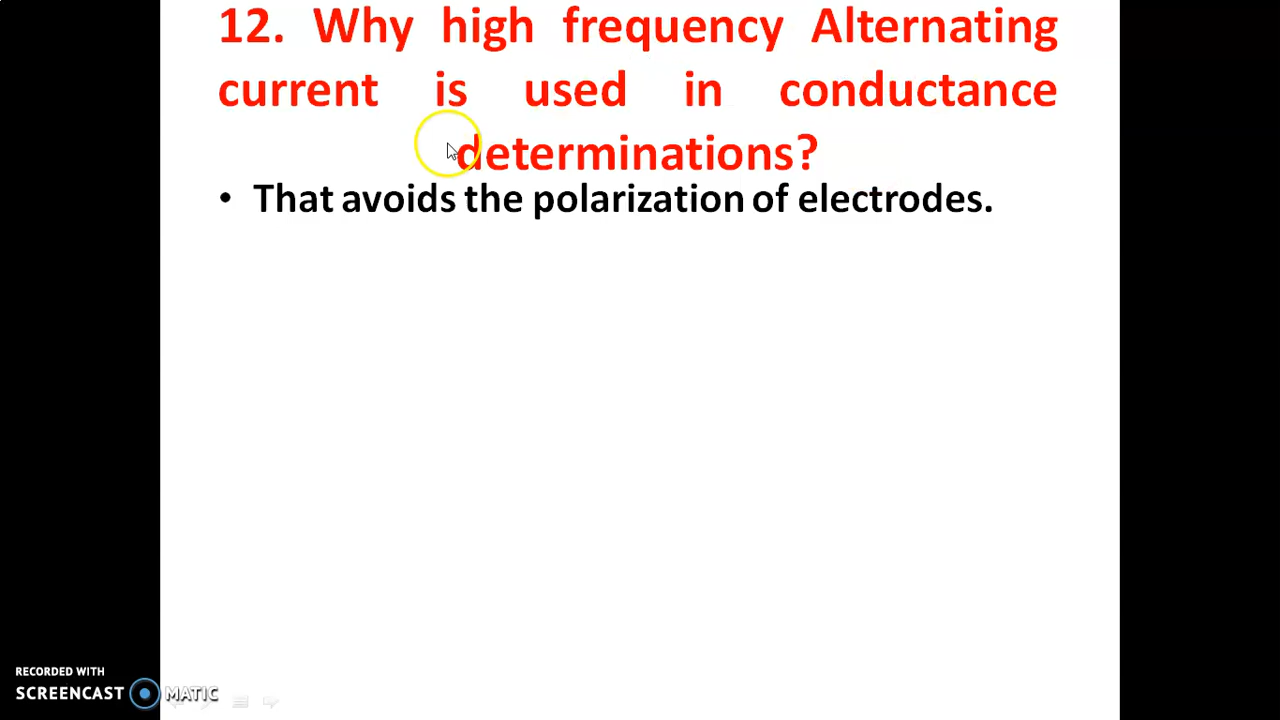 12. Why high frequency Alternating
current is used in conductance
determinations?
• That avoids the polarization of electrodes.
RECORDED WITH
SCREENCAST MATIC